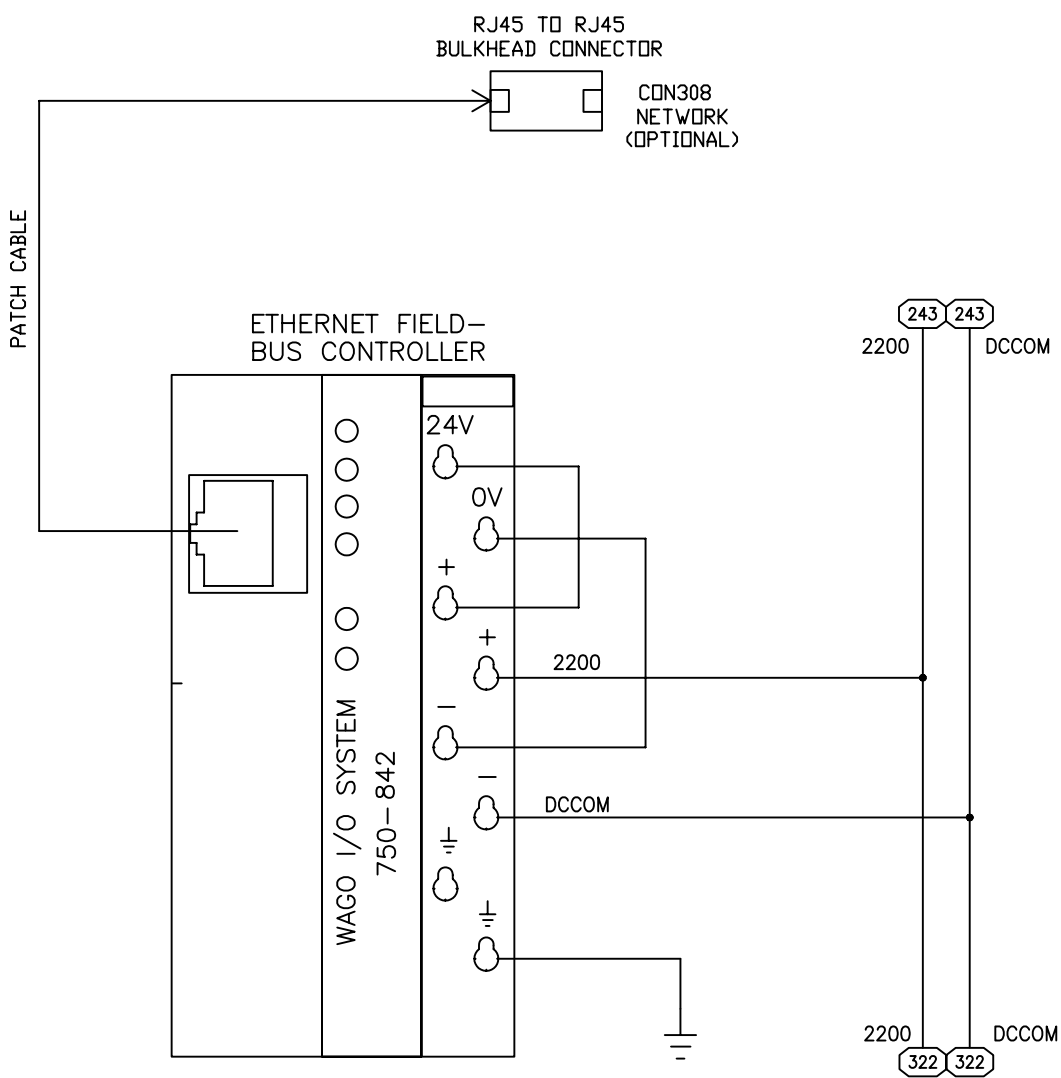 RJ45 TO RJ45
BULKHEAD CONNECTOR
CON308
NETWORK
(OPTIONAL)
PATCH CABLE
ETHERNET FIELD-
BUS CONTROLLER
243
243
2200
DCCOM
24V
0V
+
+
2200
-
-
DCCOM
WAGO I/O SYSTEM
750-842
2200
DCCOM
322
322